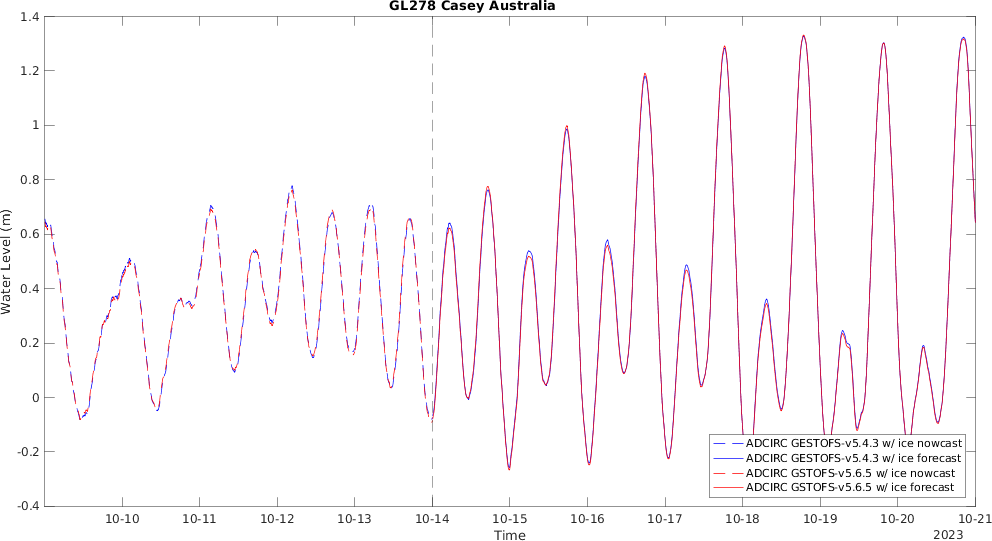 GL278 Casey Australia
1.4
1.2
1
0.8
0.6
0.4
0.2
0
-0.2
-0.4
Water Level (m)
ADCIRC GESTOFS-v5.4.3 w/ ice nowcast
ADCIRC GESTOFS-v5.4.3 w/ ice forecast
ADCIRC GSTOFS-v5.6.5 w/ ice nowcast
ADCIRC GSTOFS-v5.6.5 w/ ice forecast
10-10 10-11 10-12 10-13 10-14 10-15 10-16 10-17 10-18 10-19 10-20 10-21
Time
2023